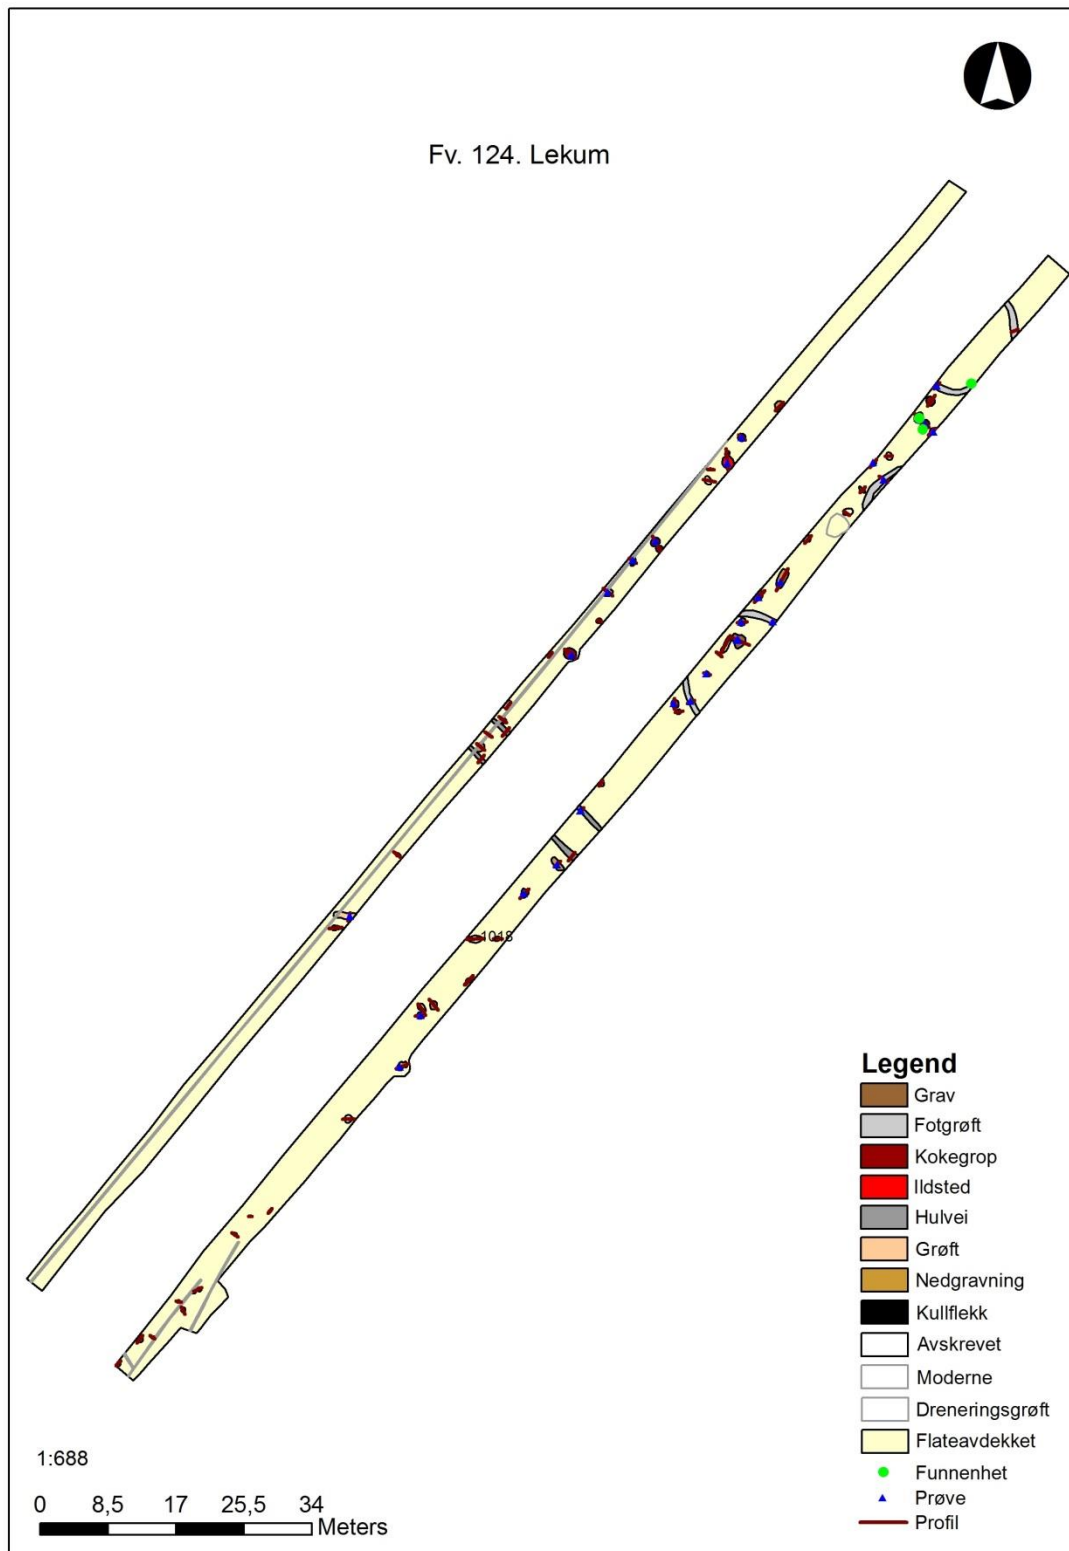 Fv. 124. Lekum
1018
Legend
Grav
Fotgrøft
Kokegrop
Ildsted
Hulvei
Grøft
Nedgravning
Kullflekk
Avskrevet
Moderne
Dreneringsgrøft
Flateavdekket
Funnenhet
Prøve
Profil
1:688
0 8,5 17 25,5 34
Meters